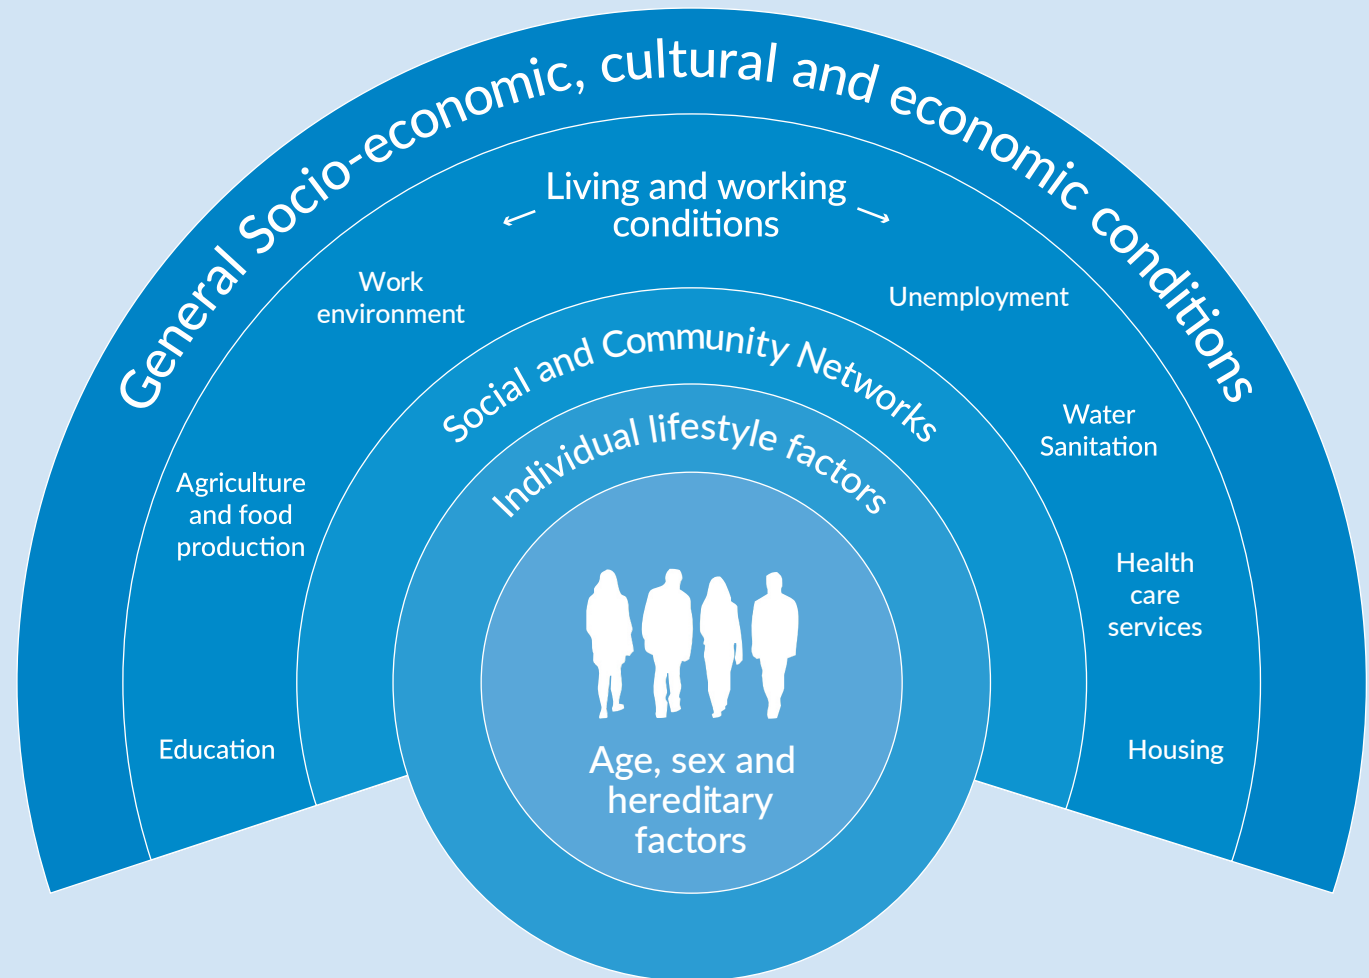 General Socio-economic, cultural and economic conditions
Living and working
conditions
Work
environment
Unemployment
Social and Community Networks
Individual lifestyle factors
Water
Sanitation
Agriculture
and food
production
Health
care
services
Education
Housing
Age, sex and
hereditary
factors